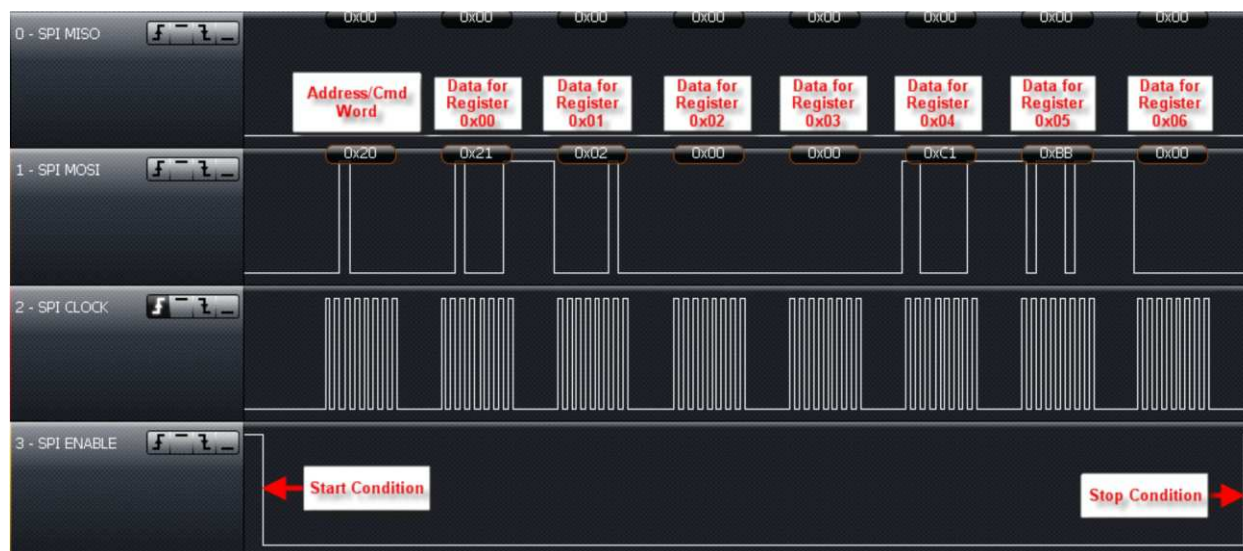 0 - SPI MISO
0x00 0x00 0x00 0x00 0x00 0x00 0x00 0x00
Address/Cmd
Word
Data for
Register
0x00
Data for
Register
0x01
Data for
Register
0x02
Data for
Register
0x03
Data for
Register
0x04
Data for
Register
0x05
Data for
Register
0x06
1 - SPI MOSI
0x20 0x21 0x02 0x00 0x00 0xC1 0xBB 0x00
2 - SPI CLOCK
3 - SPI ENABLE
Start Condition
Stop Condition